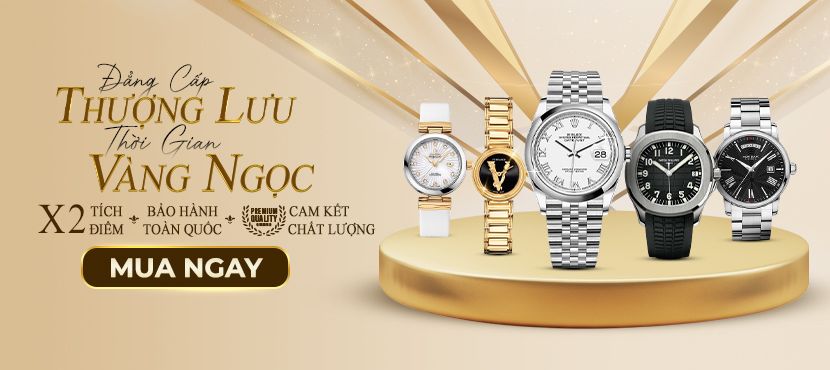 Đẳng Cấp
THƯỢNG LƯU
Thời Gian
VÀNG NGỌC
X2 TÍCH ĐIỂM
BẢO HÀNH TOÀN QUỐC
PREMIUM QUALITY
CAM KẾT CHẤT LƯỢNG
MUA NGAY
ROLEX